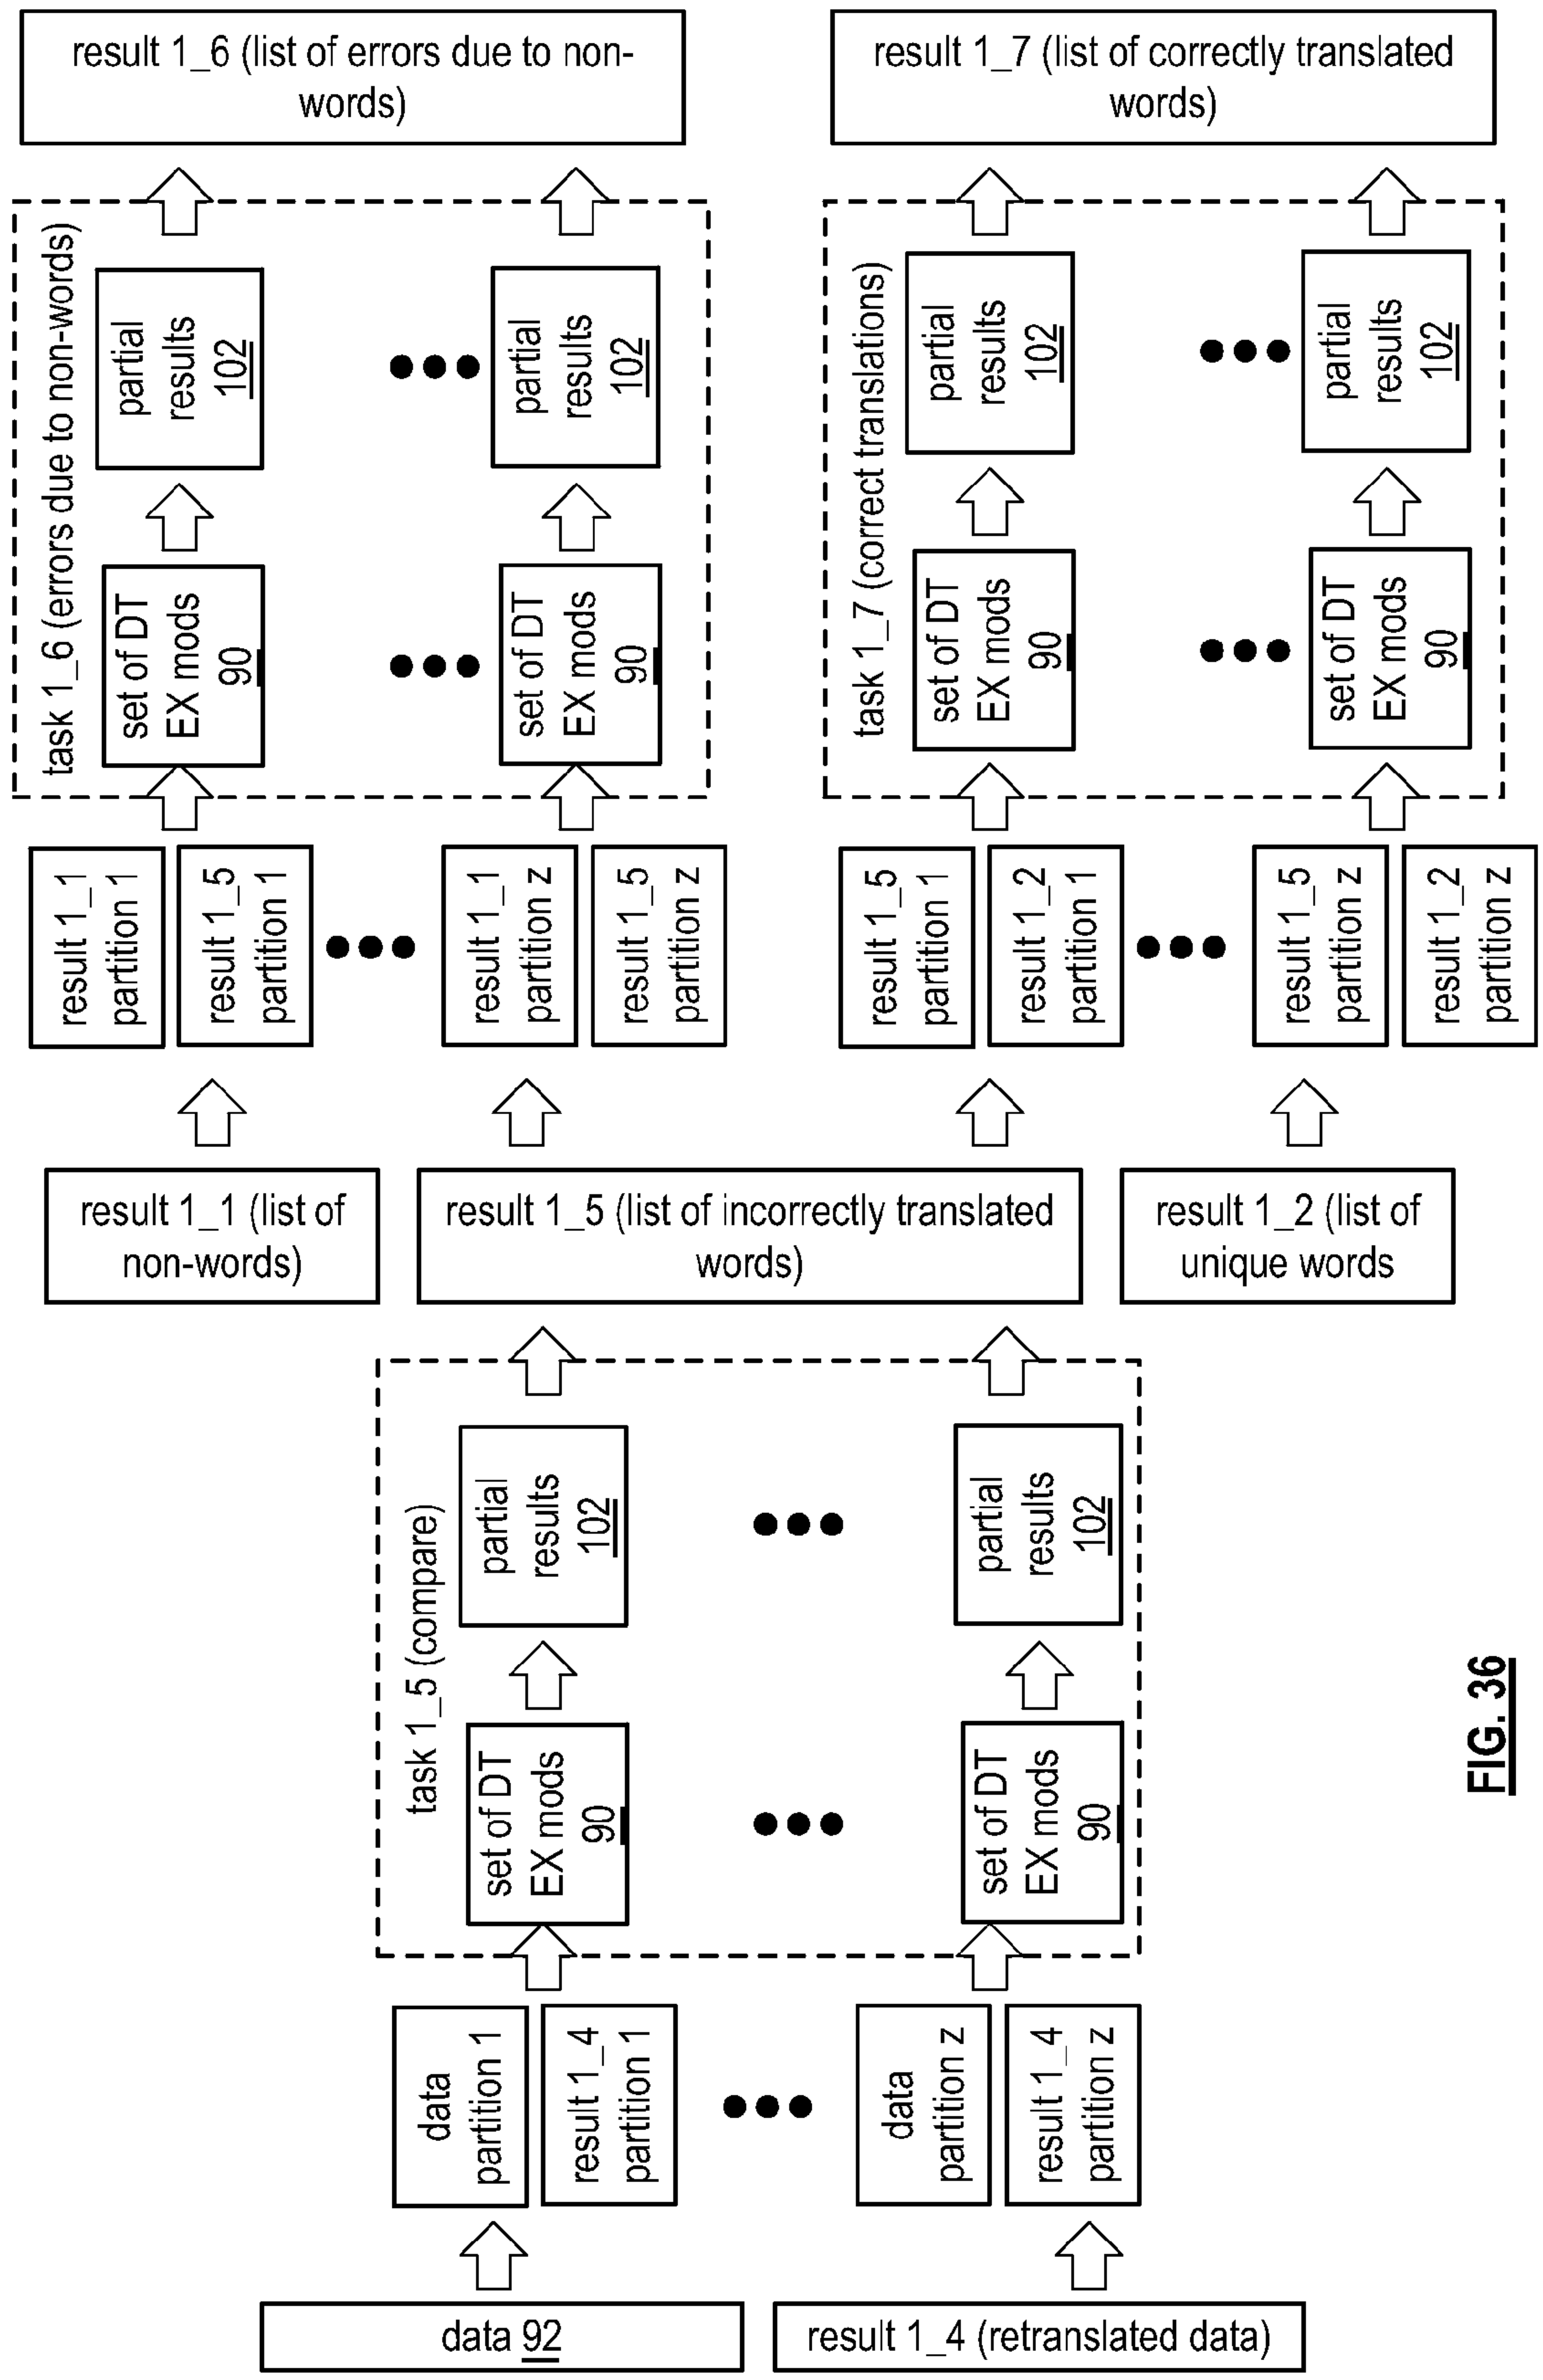 result 1_6 (list of errors due to non-
words)
result 1_7 (list of correctly translated
words)
task 1_6 (errors due to non-words)
set of DT
EX mods
90
partial
results
102
set of DT
EX mods
90
partial
results
102
task 1_7 (correct translations)
set of DT
EX mods
90
partial
results
102
set of DT
EX mods
90
partial
results
102
result 1_1
partition 1
result 1_5
partition 1
result 1_1
partition z
result 1_5
partition z
result 1_5
partition 1
result 1_2
partition 1
result 1_5
partition z
result 1_2
partition z
result 1_1 (list of
non-words)
result 1_5 (list of incorrectly translated
words)
result 1_2 (list of
unique words
task 1_5 (compare)
set of DT
EX mods
90
partial
results
102
set of DT
EX mods
90
partial
results
102
data
partition 1
result 1_4
partition 1
data
partition z
result 1_4
partition z
data 92
result 1_4 (retranslated data)
FIG. 36